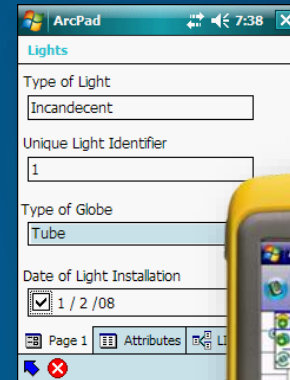 ArcPad 7:38
Lights
Type of Light
Incandecent
Unique Light Identifier
1
Type of Globe
Tube
Date of Light Installation
1 / 2 /08
Page 1 Attributes